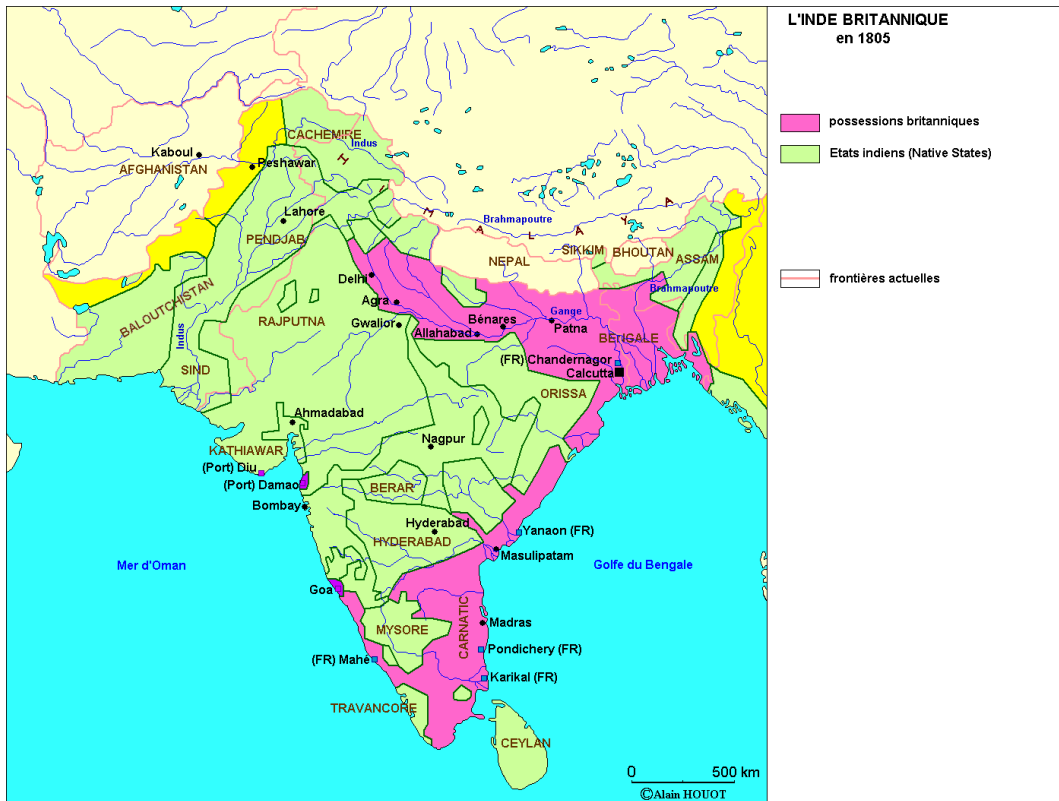 L'INDE BRITANNIQUE
en 1805
possessions britanniques
Etats indiens (Native States)
frontières actuelles
CACHEMIRE
Indus
Kaboul
AFGHANISTAN
Peshawar
HIMALAYA
Lahore
Brahmapoutre
PENDJAB
SIKKIM
BHOUTAN
NEPAL
ASSAM
Delhi
Brahmapoutre
BALOUTCHISTAN
Agra
RAJPUTNA
Gwalior
Gange
Bénares
Patna
Allahabad
BENGALE
Indus
(FR) Chandernagor
SIND
Calcutta
ORISSA
Ahmadabad
Nagpur
KATHIAWAR
(Port) Diu
(Port) Damao
BERAR
Bombay
Hyderabad
Yanaon (FR)
HYDERABAD
Masulipatam
Mer d'Oman
Golfe du Bengale
Goa
Madras
MYSORE
CARNATIC
Pondichery (FR)
(FR) Mahé
Karikal (FR)
TRAVANCORE
CEYLAN
0 500 km
©Alain HOUOT